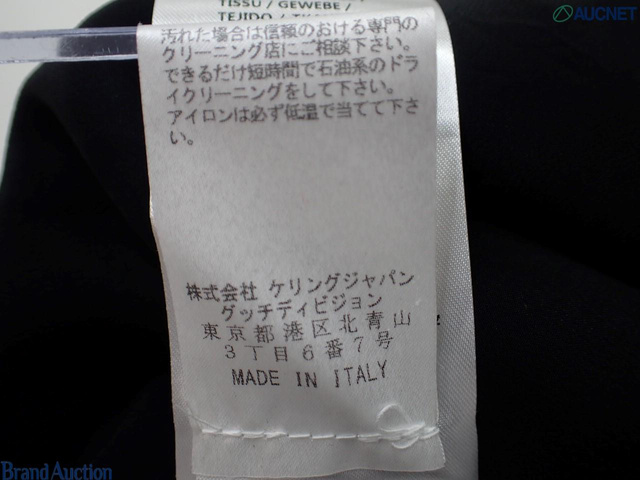 TISSU / GEWEBE /
TEJIDO /
AUCNET
汚れた場合は信頼のおける専門の
クリーニング店にご相談下さい。
できるだけ短時間で石油系のドラ
イクリーニングをして下さい。
アイロンは必ず低温で当てて下さ
い。
株式会社 ケリングジャパン
グッチディビジョン
東京都港区北青山
3丁目6番7号
MADE IN ITALY
Brand Auction